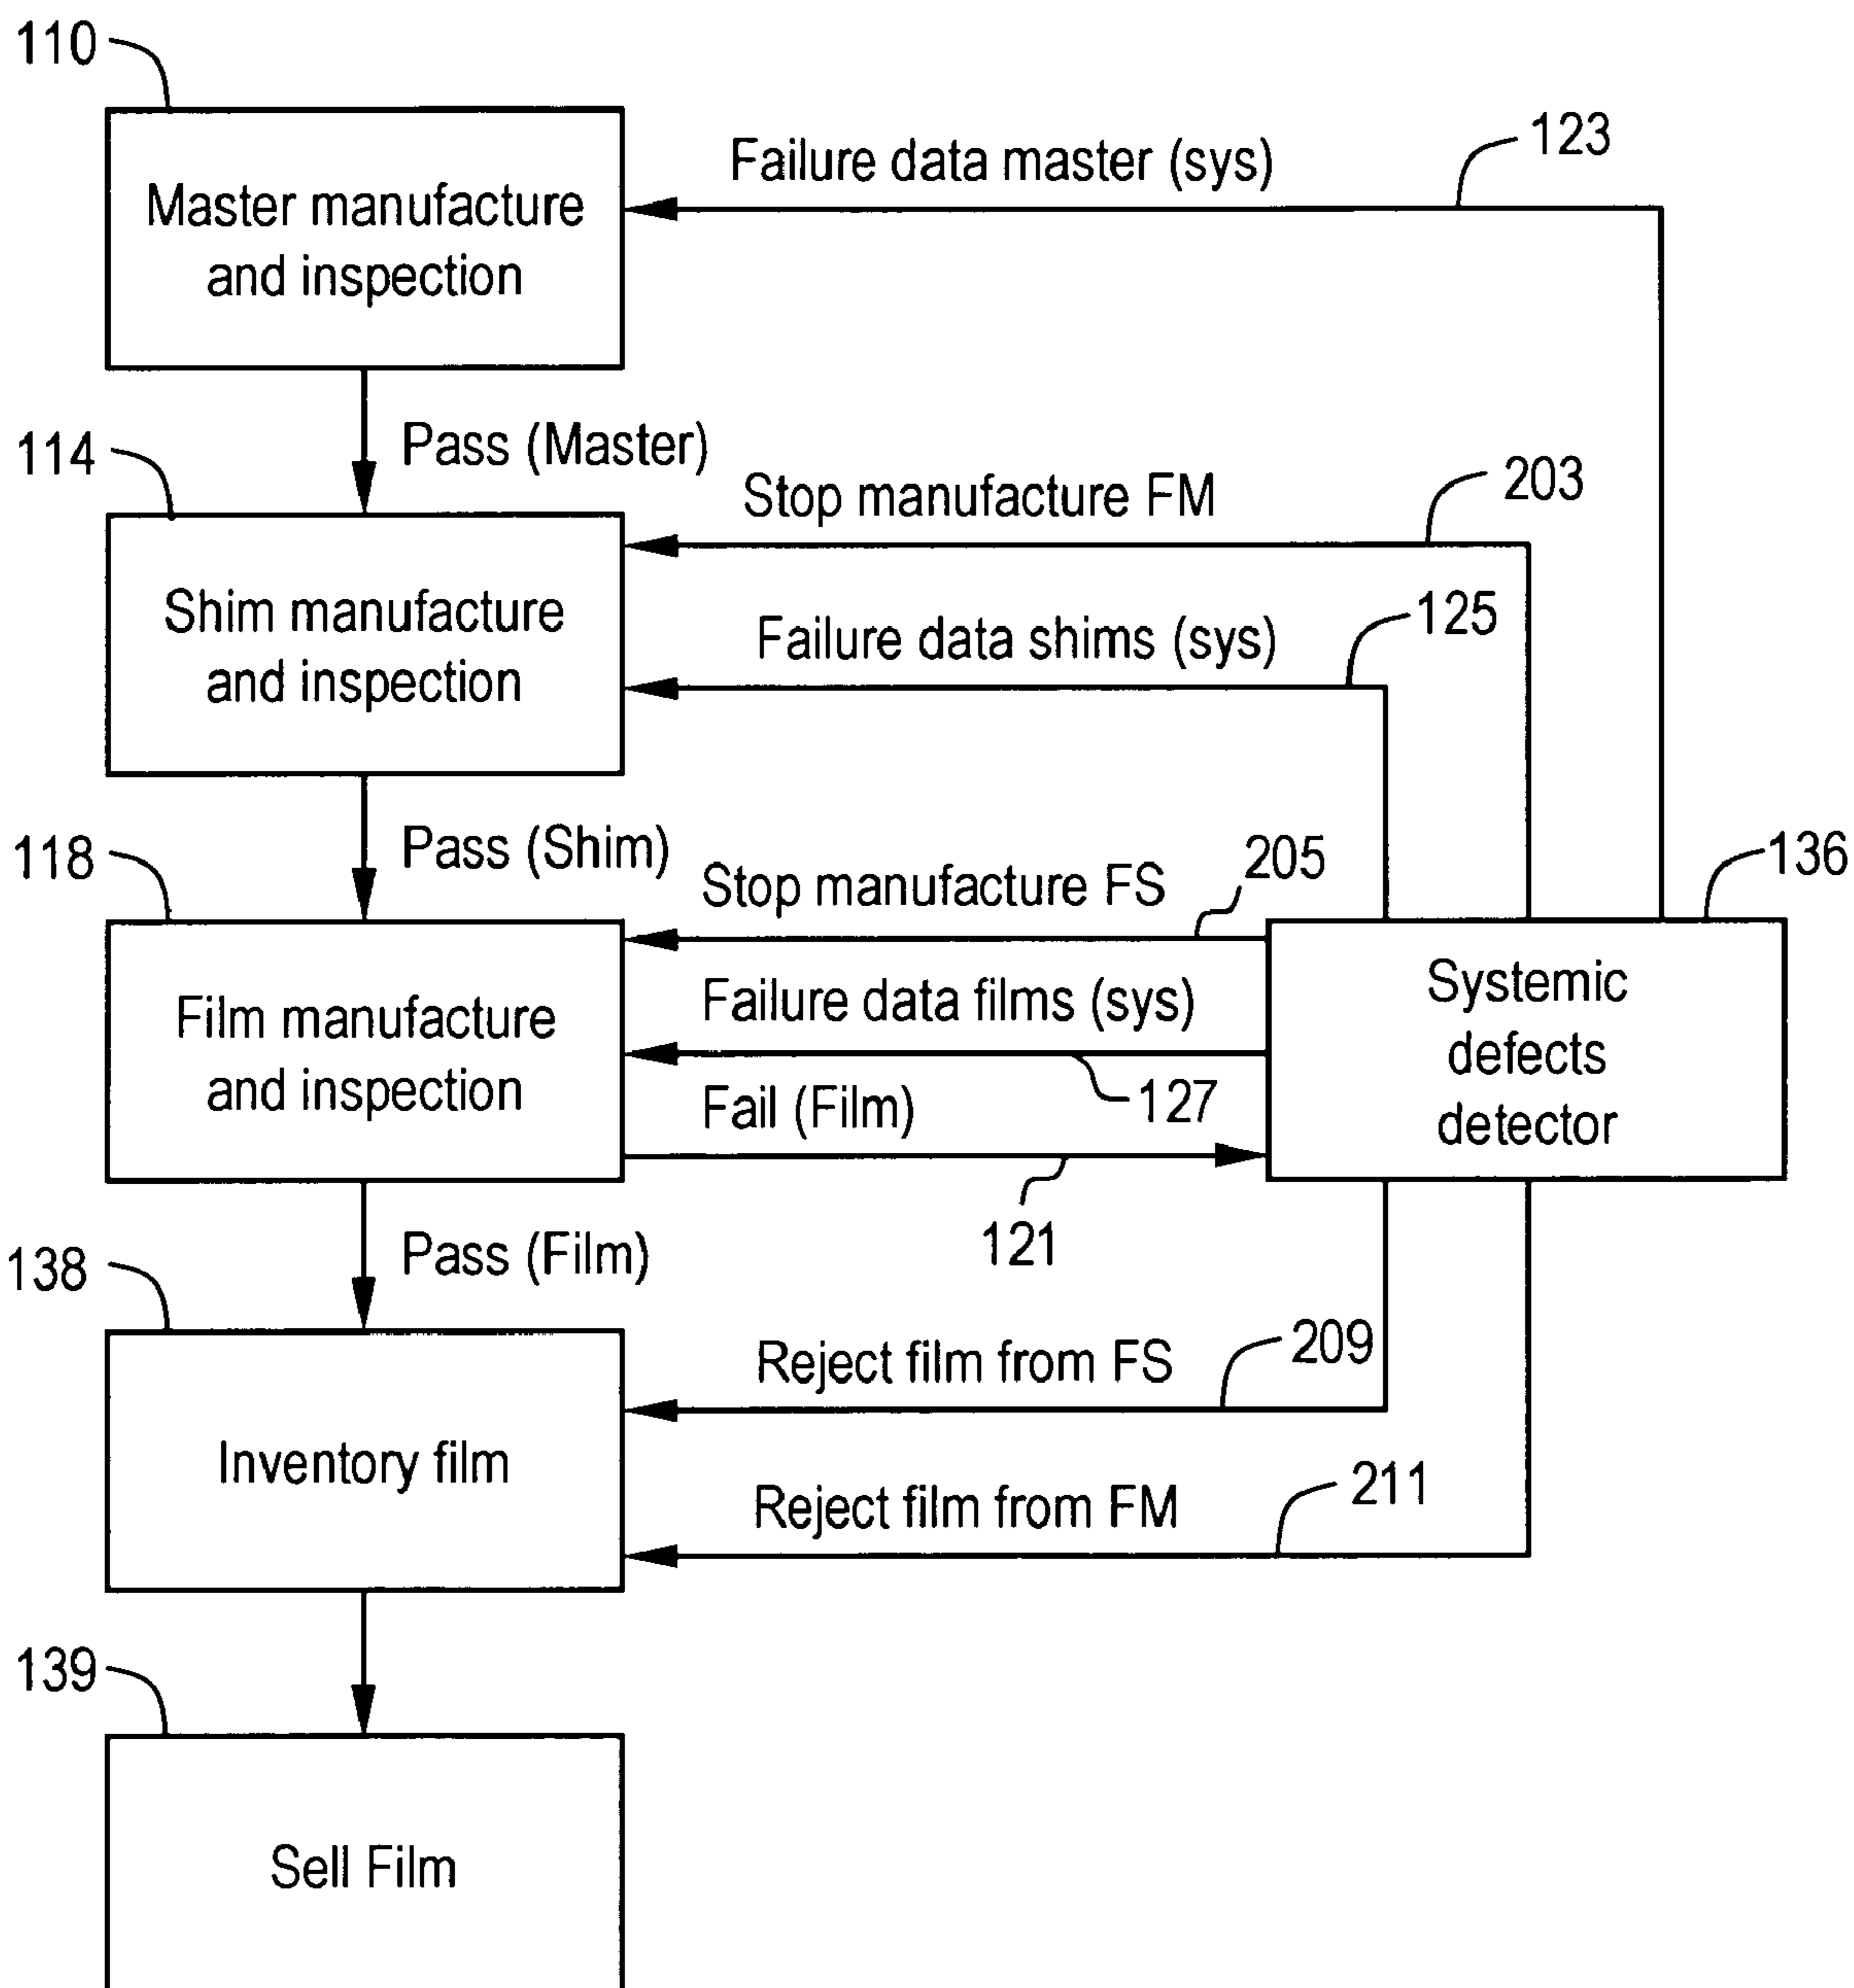 110
123
Failure data master (sys)
Master manufacture
and inspection
114
Pass (Master)
203
Stop manufacture FM
125
Shim manufacture
and inspection
Failure data shims (sys)
118
Pass (Shim)
205
136
Stop manufacture FS
Film manufacture
and inspection
Failure data films (sys)
Systemic
defects
detector
127
Fail (Film)
121
138
Pass (Film)
209
Reject film from FS
Inventory film
211
Reject film from FM
139
Sell Film